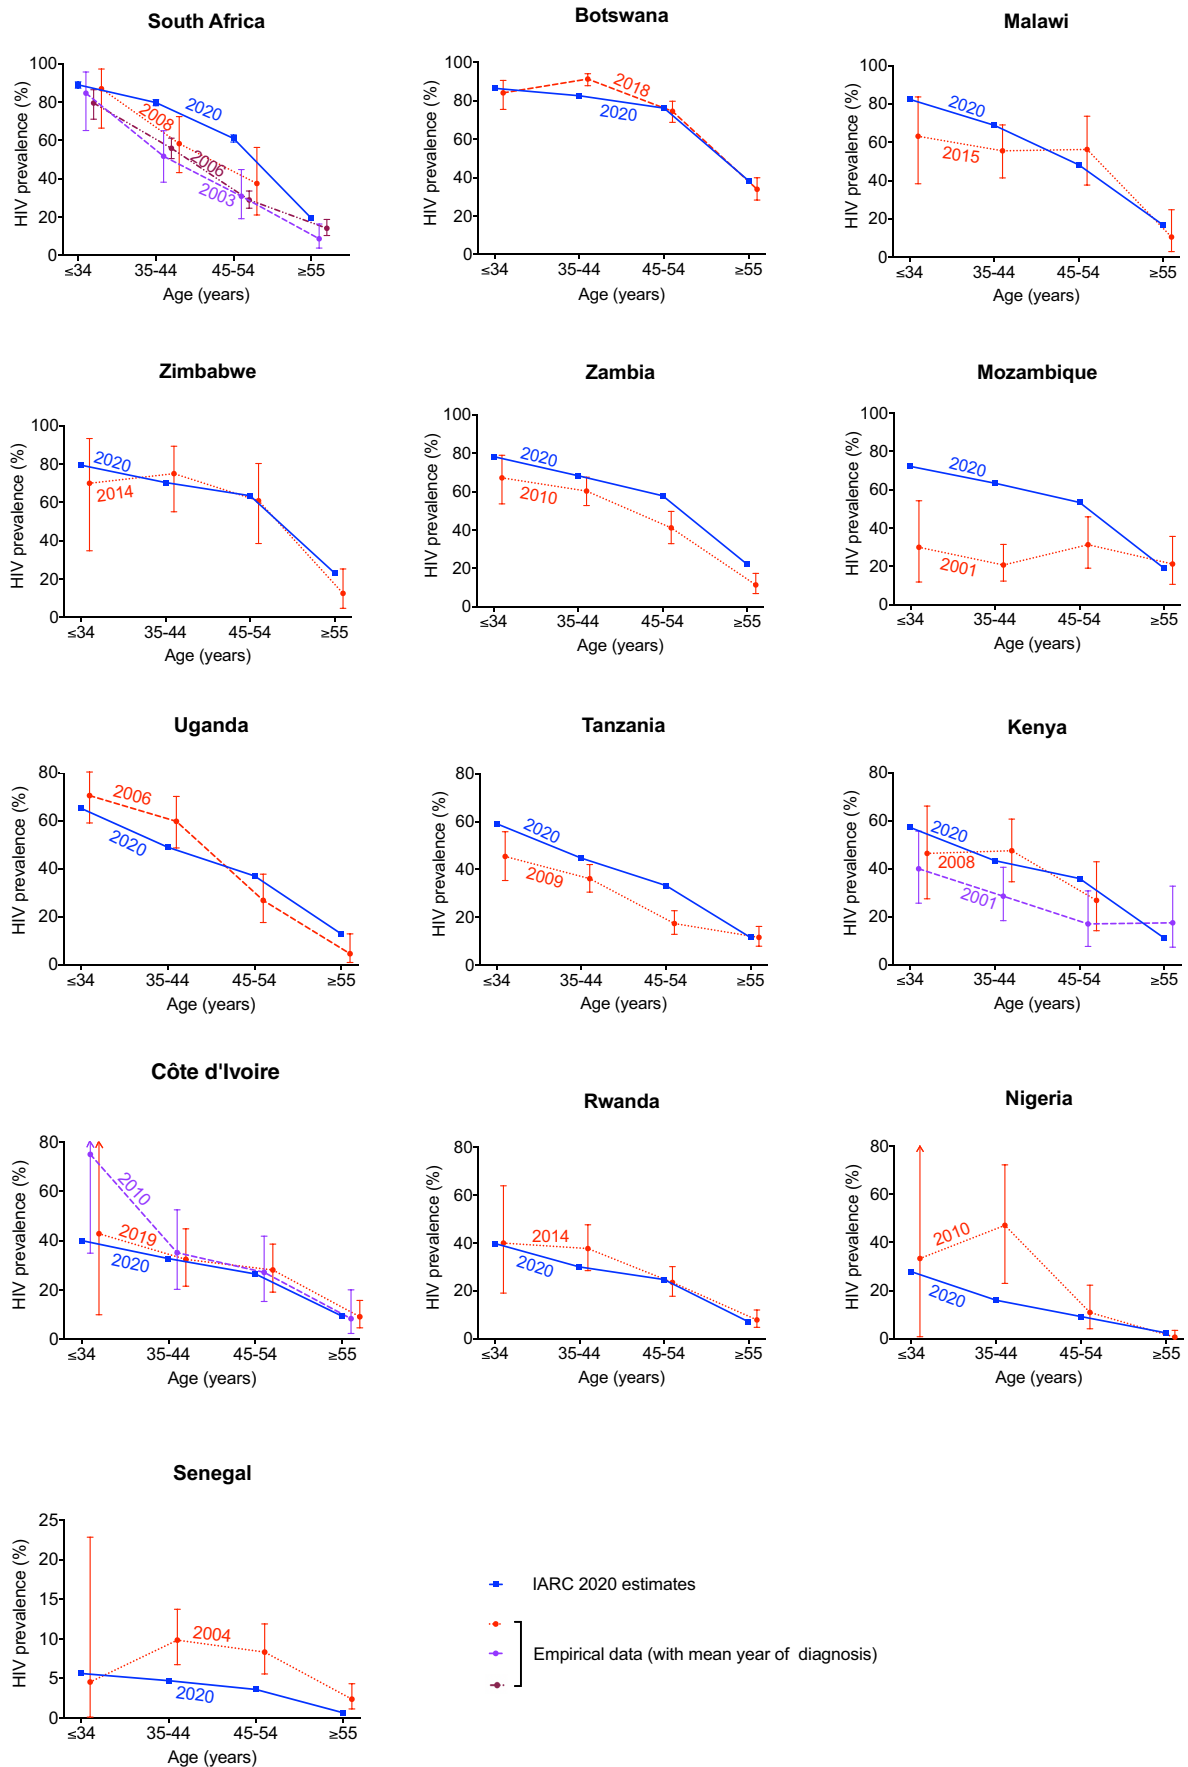 South Africa
HIV prevalence (%)
100
80
60
40
20
0
2020
2008
2006
2003
≤34 35-44 45-54 ≥55
Age (years)
Botswana
HIV prevalence (%)
100
80
60
40
20
0
2018
2020
≤34 35-44 45-54 ≥55
Age (years)
Malawi
HIV prevalence (%)
100
80
60
40
20
0
2020
2015
≤34 35-44 45-54 ≥55
Age (years)
Zimbabwe
HIV prevalence (%)
100
80
60
40
20
0
2020
2014
≤34 35-44 45-54 ≥55
Age (years)
Zambia
HIV prevalence (%)
100
80
60
40
20
0
2020
2010
≤34 35-44 45-54 ≥55
Age (years)
Mozambique
HIV prevalence (%)
100
80
60
40
20
0
2020
2001
≤34 35-44 45-54 ≥55
Age (years)
Uganda
HIV prevalence (%)
80
60
40
20
0
2006
2020
≤34 35-44 45-54 ≥55
Age (years)
Tanzania
HIV prevalence (%)
80
60
40
20
0
2020
2009
≤34 35-44 45-54 ≥55
Age (years)
Kenya
HIV prevalence (%)
80
60
40
20
0
2020
2008
2001
≤34 35-44 45-54 ≥55
Age (years)
Côte d'Ivoire
HIV prevalence (%)
80
60
40
20
0
2010
2019
2020
≤34 35-44 45-54 ≥55
Age (years)
Rwanda
HIV prevalence (%)
80
60
40
20
0
2014
2020
≤34 35-44 45-54 ≥55
Age (years)
Nigeria
HIV prevalence (%)
80
60
40
20
0
2010
2020
≤34 35-44 45-54 ≥55
Age (years)
Senegal
HIV prevalence (%)
25
20
15
10
5
0
2004
2020
≤34 35-44 45-54 ≥55
Age (years)
IARC 2020 estimates
Empirical data (with mean year of diagnosis)